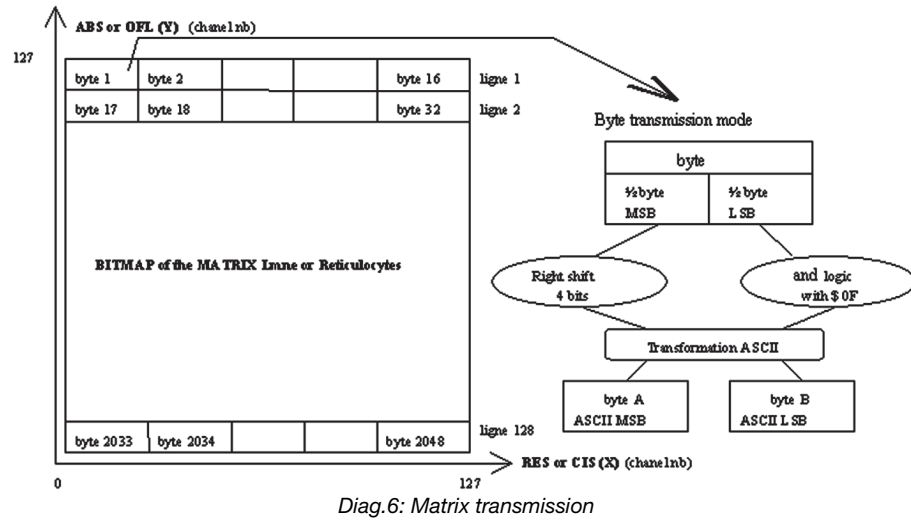 ABS or OFL (Y) (chanel nb)
127
byte 1 byte 2 byte 16 ligne 1
byte 17 byte 18 byte 32 ligne 2
Byte transmission mode
byte
½ byte ½ byte
MSB LSB
BITMAP of the MATRIX Lmne or Reticulocytes
Right shift and logic
4 bits with $0F
Transformation ASCII
byte A byte B
ASCII MSB ASCII LSB
byte 2033 byte 2034 byte 2048 ligne 128
RES or CIS (X) (chanel nb)
0 127
Diag.6: Matrix transmission